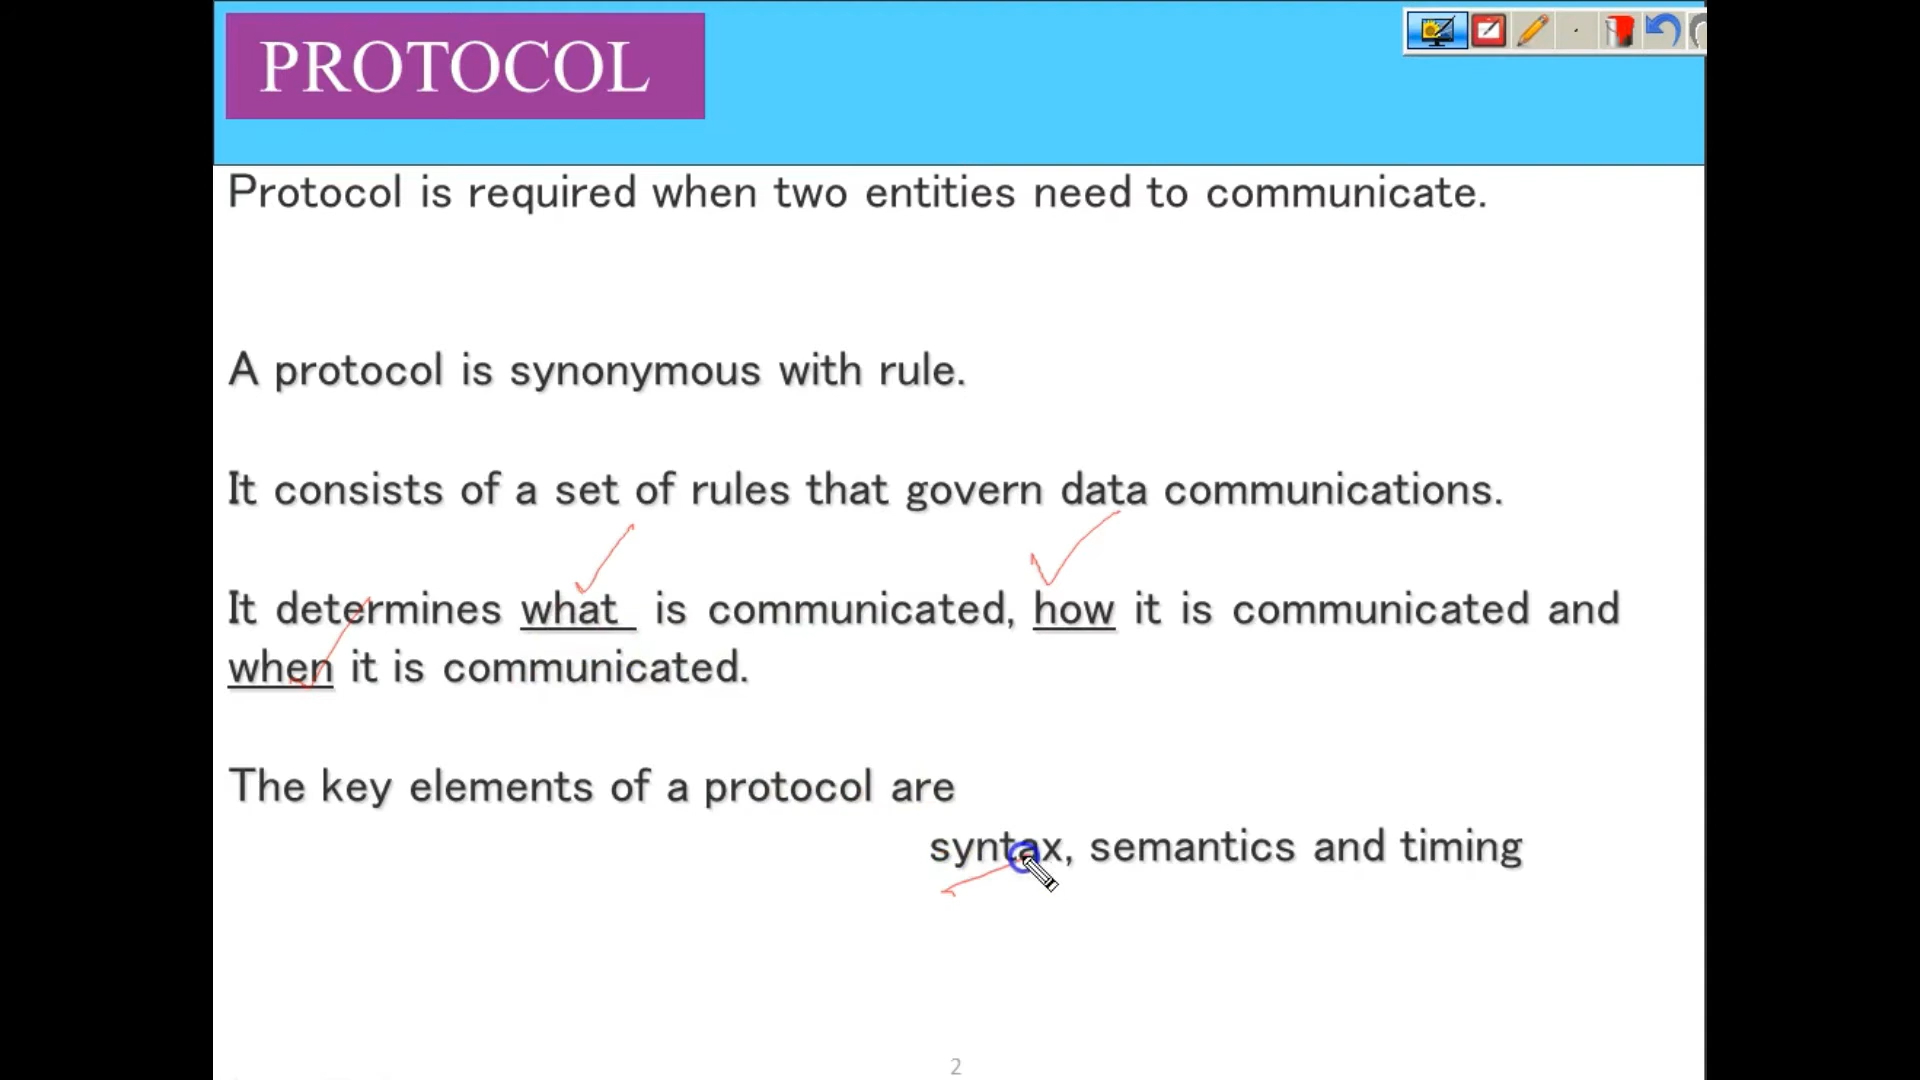 PROTOCOL
Protocol is required when two entities need to communicate.
A protocol is synonymous with rule.
It consists of a set of rules that govern data communications.
It determines what is communicated, how it is communicated and
when it is communicated.
The key elements of a protocol are
syntax, semantics and timing
2